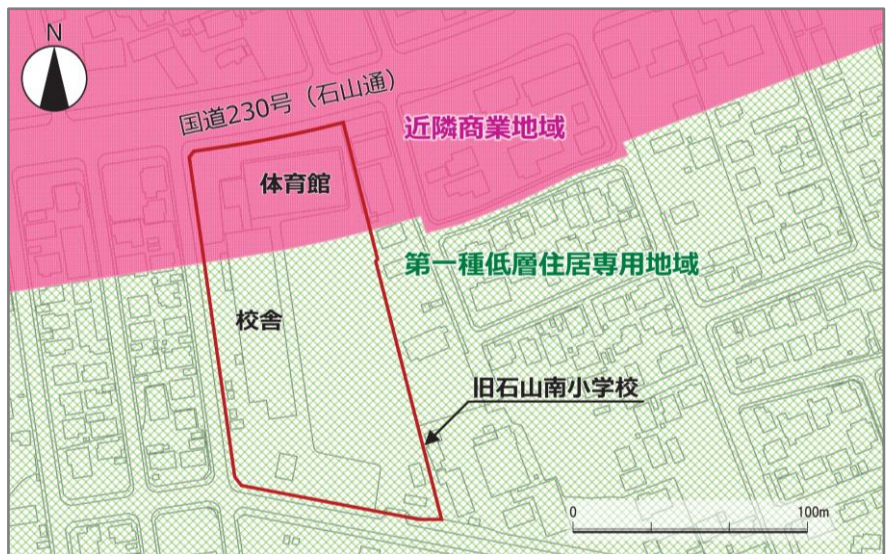 N
国道230号（石山通）
近隣商業地域
体育館
第一種低層住居専用地域
校舎
旧石山南小学校
0
100m